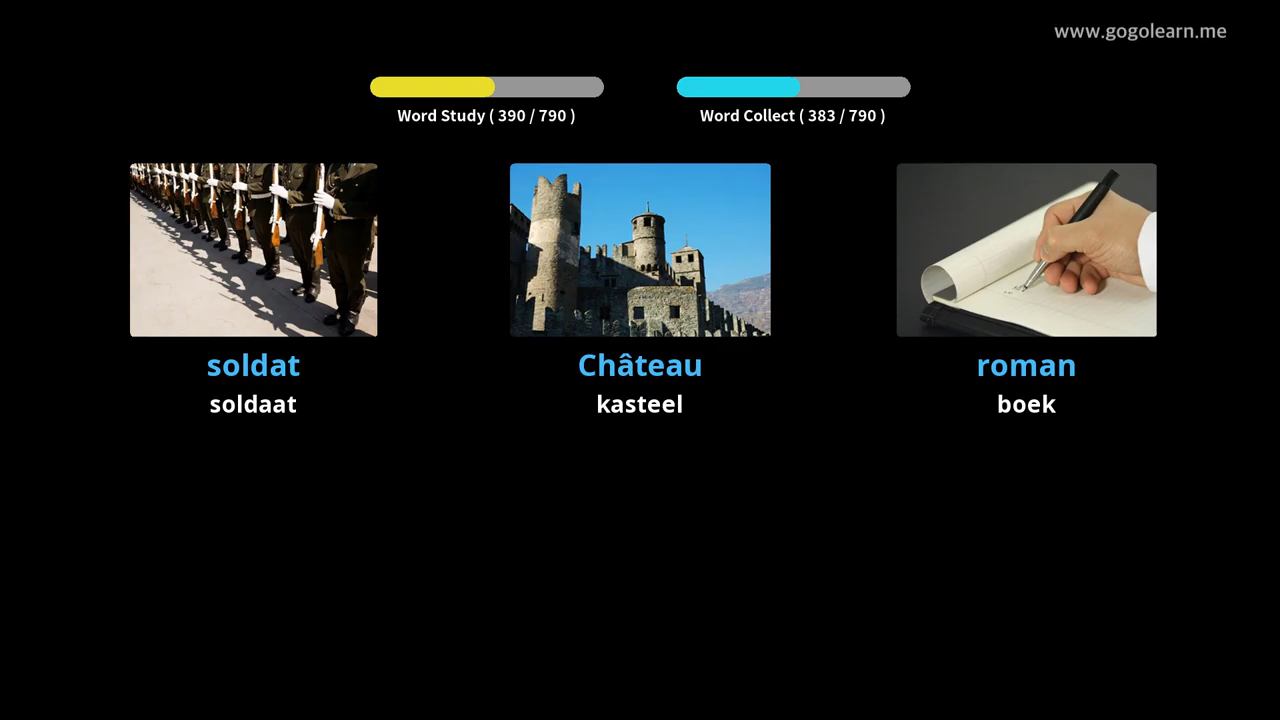 www.gogolearn.me
Word Study ( 390 / 790 )
Word Collect ( 383 / 790 )
soldat
soldaat
Château
kasteel
roman
boek